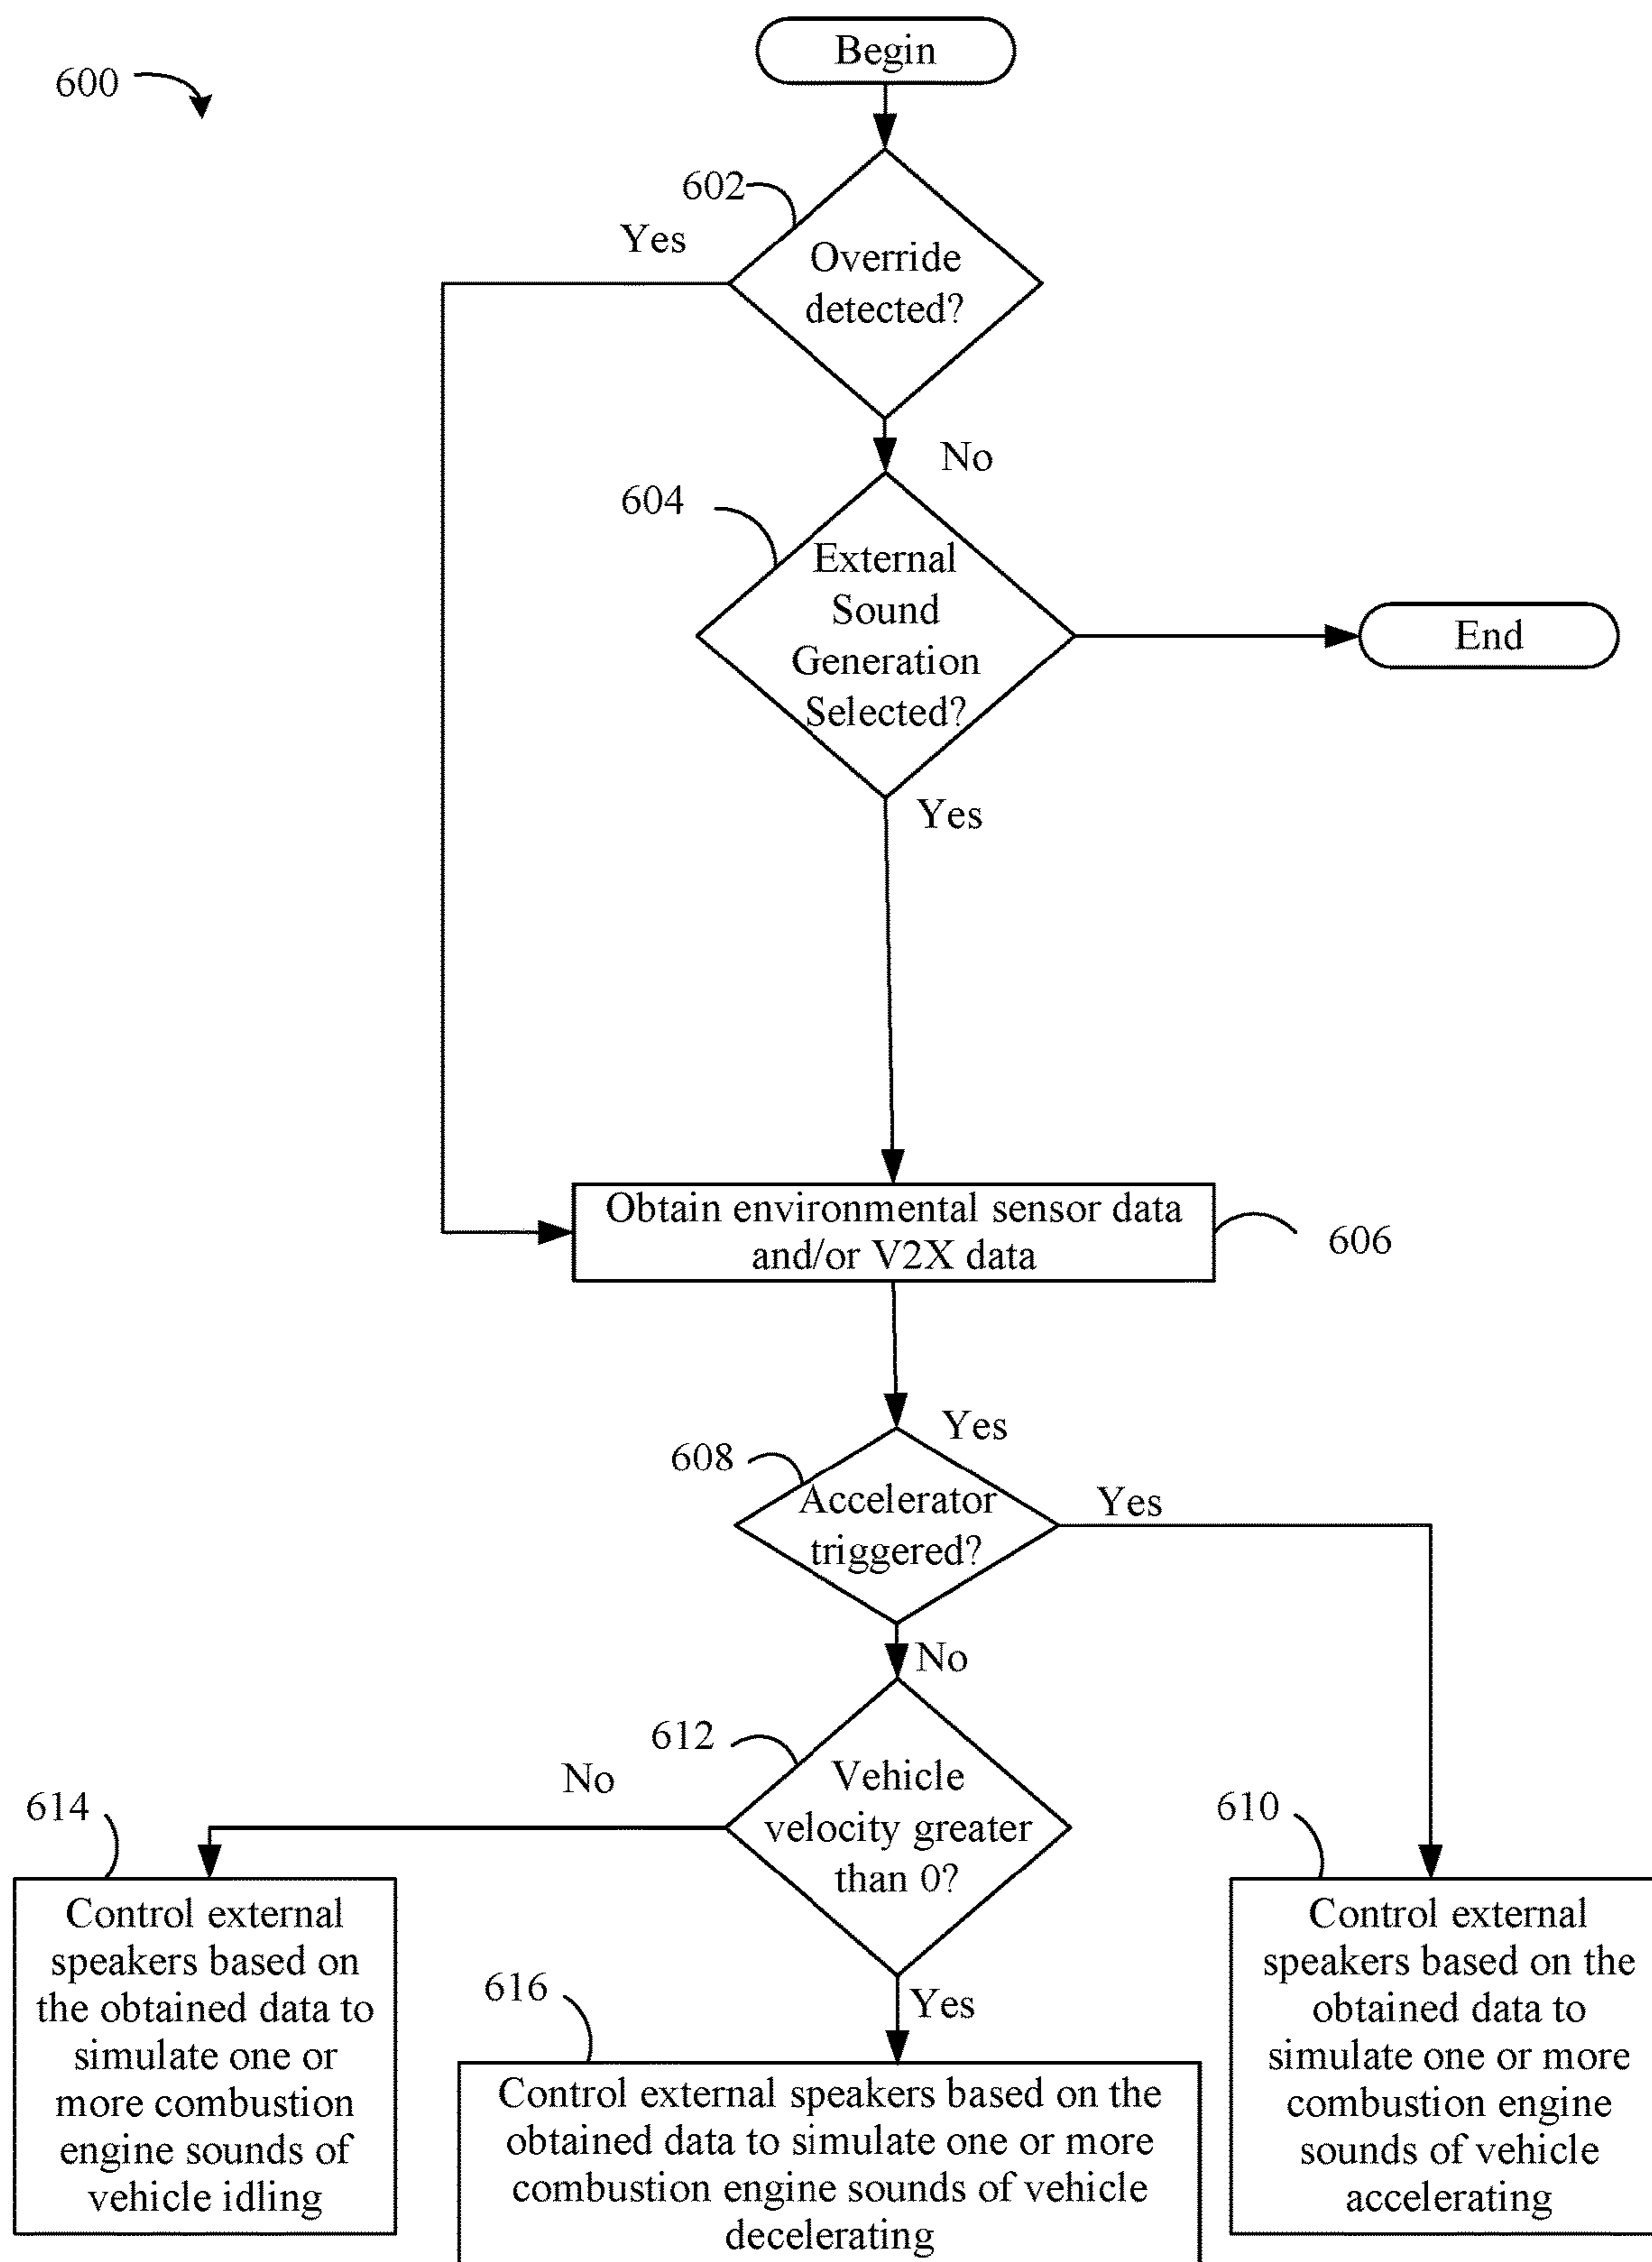 Begin
600
602
Yes
Override
detected?
No
604
External
Sound
Generation
Selected?
End
Yes
Obtain environmental sensor data
and/or V2X data
606
Yes
608
Accelerator
triggered?
Yes
No
612
Vehicle
velocity greater
than 0?
No
614
610
Control external
speakers based on
the obtained data to
simulate one or
more combustion
engine sounds of
vehicle idling
616
Yes
Control external speakers based on the
obtained data to simulate one or more
combustion engine sounds of vehicle
decelerating
Control external
speakers based on the
obtained data to
simulate one or more
combustion engine
sounds of vehicle
accelerating